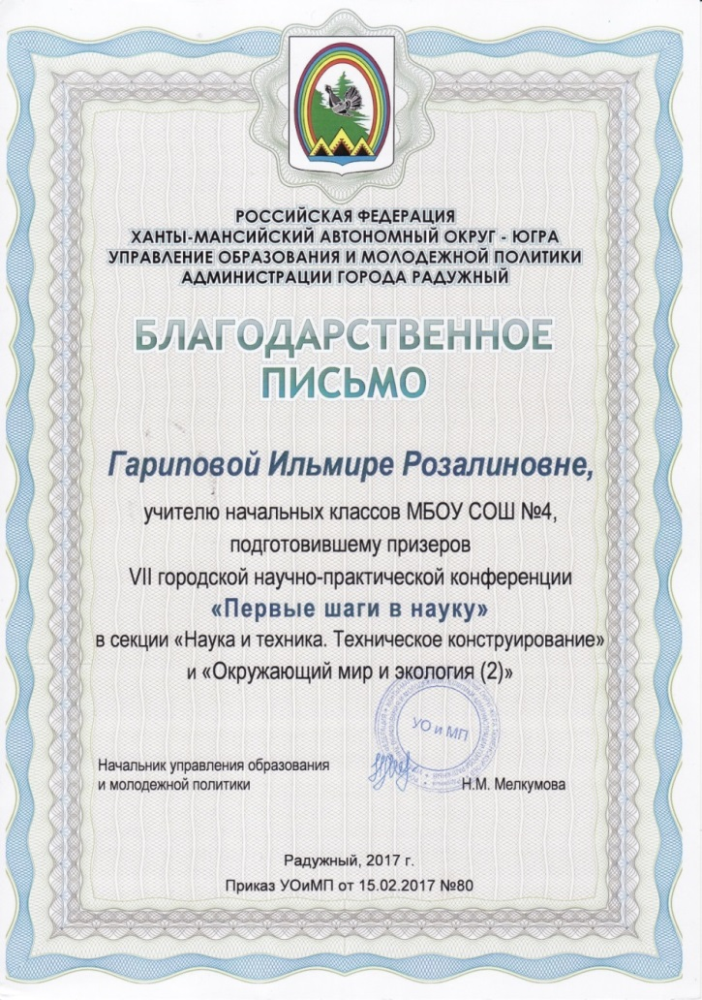 РОССИЙСКАЯ ФЕДЕРАЦИЯ
ХАНТЫ-МАНСИЙСКИЙ АВТОНОМНЫЙ ОКРУГ - ЮГРА
УПРАВЛЕНИЕ ОБРАЗОВАНИЯ И МОЛОДЕЖНОЙ ПОЛИТИКИ
АДМИНИСТРАЦИИ ГОРОДА РАДУЖНЫЙ
БЛАГОДАРСТВЕННОЕ
ПИСЬМО
Гариповой Ильмире Розалиновне,
учителю начальных классов МБОУ СОШ №4,
подготовившему призеров
VII городской научно-практической конференции
«Первые шаги в науку»
в секции «Наука и техника. Техническое конструирование»
и «Окружающий мир и экология (2)»
УО и МП
Начальник управления образования
и молодежной политики
Н.М. Мелкумова
Радужный, 2017 г.
Приказ УОиМП от 15.02.2017 №80